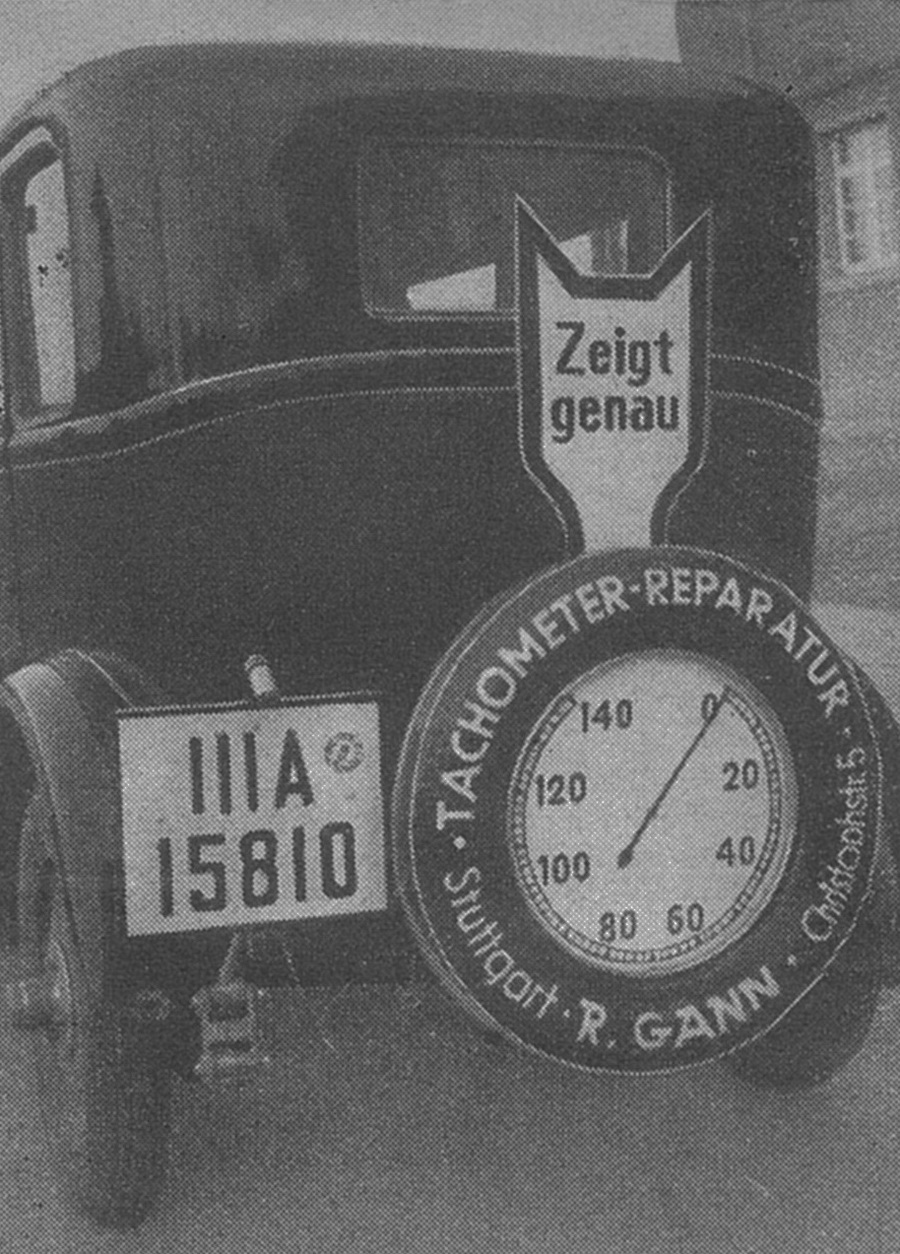 Zeigt
genau
TACHOMETER-REPARATUR ·
Christophstr. 5 ·
R. GANN ·
Stuttgart ·
140
0
120
20
100
40
80
60
IIIA
15810